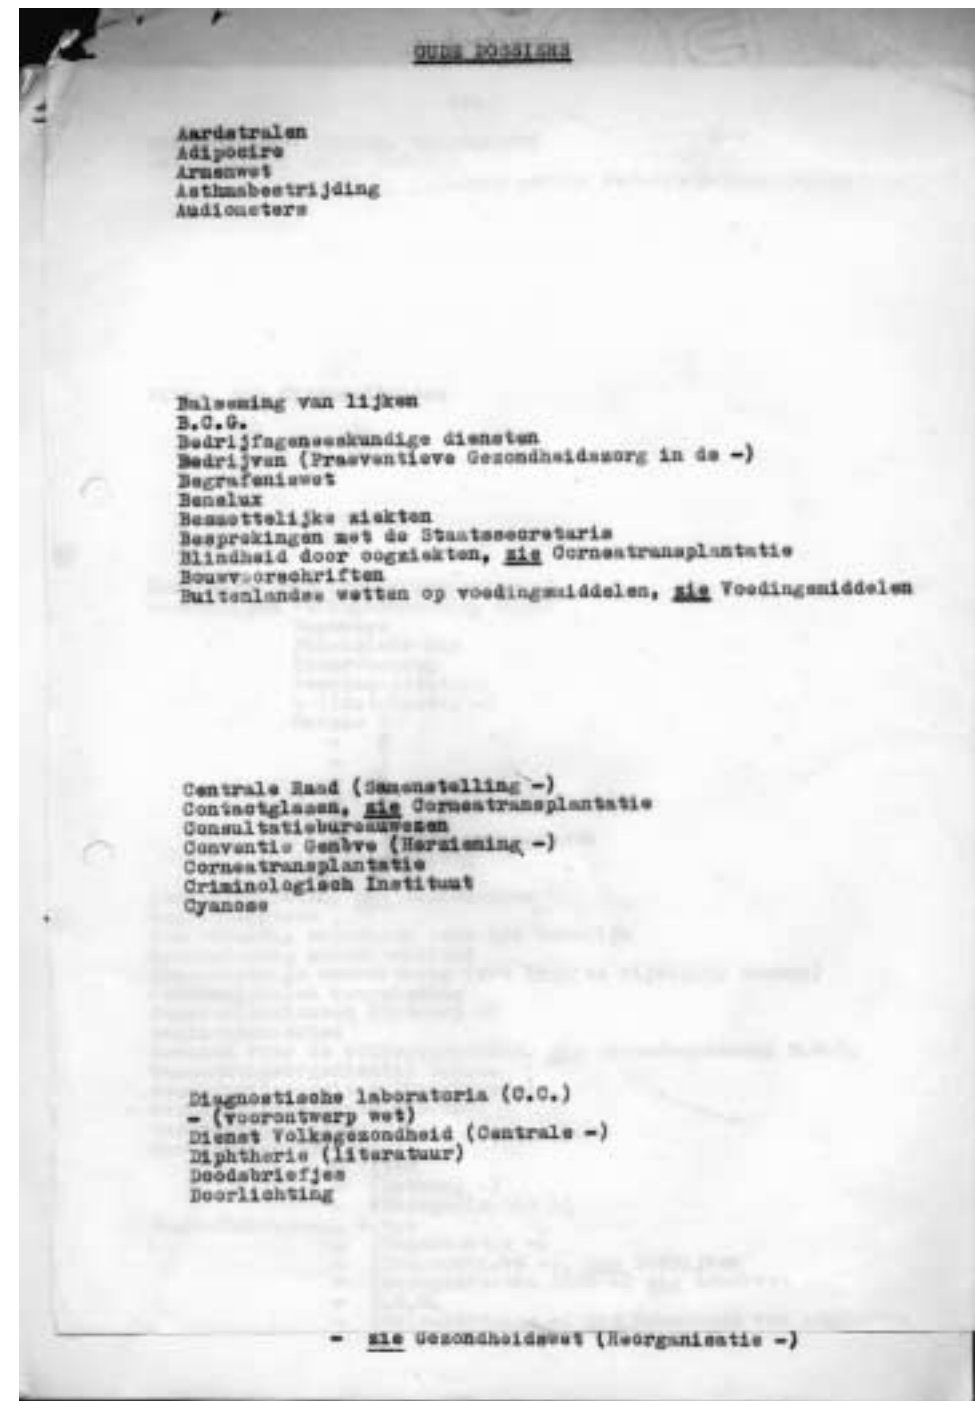 OUDE DOSSIERS
Aardstralen
Adipocire
Armenwet
Asthmabestrijding
Audiometers
Balseming van lijken
B.C.G.
Bedrijfsgeneeskundige diensten
Bedrijven (Praeventieve Gezondheidszorg in de -)
Begrafeniswet
Benelux
Besmettelijke ziekten
Besprekingen met de Staatssecretaris
Blindheid door oogziekten, zie Corneatransplantatie
Bouwvoorschriften
Buitenlandse wetten op voedingsmiddelen, zie Voedingsmiddelen
Centrale Raad (Samenstelling -)
Contactglazen, zie Corneatransplantatie
Consultatiebureauwezen
Conventie Genève (Herziening -)
Corneatransplantatie
Criminologisch Instituut
Cyanose
Diagnostische laboratoria (C.C.)
- (voorontwerp wet)
Dienst Volksgezondheid (Centrale -)
Diphtherie (literatuur)
Doodsbriefjes
Doorlichting
- zie Gezondheidswet (Reorganisatie -)